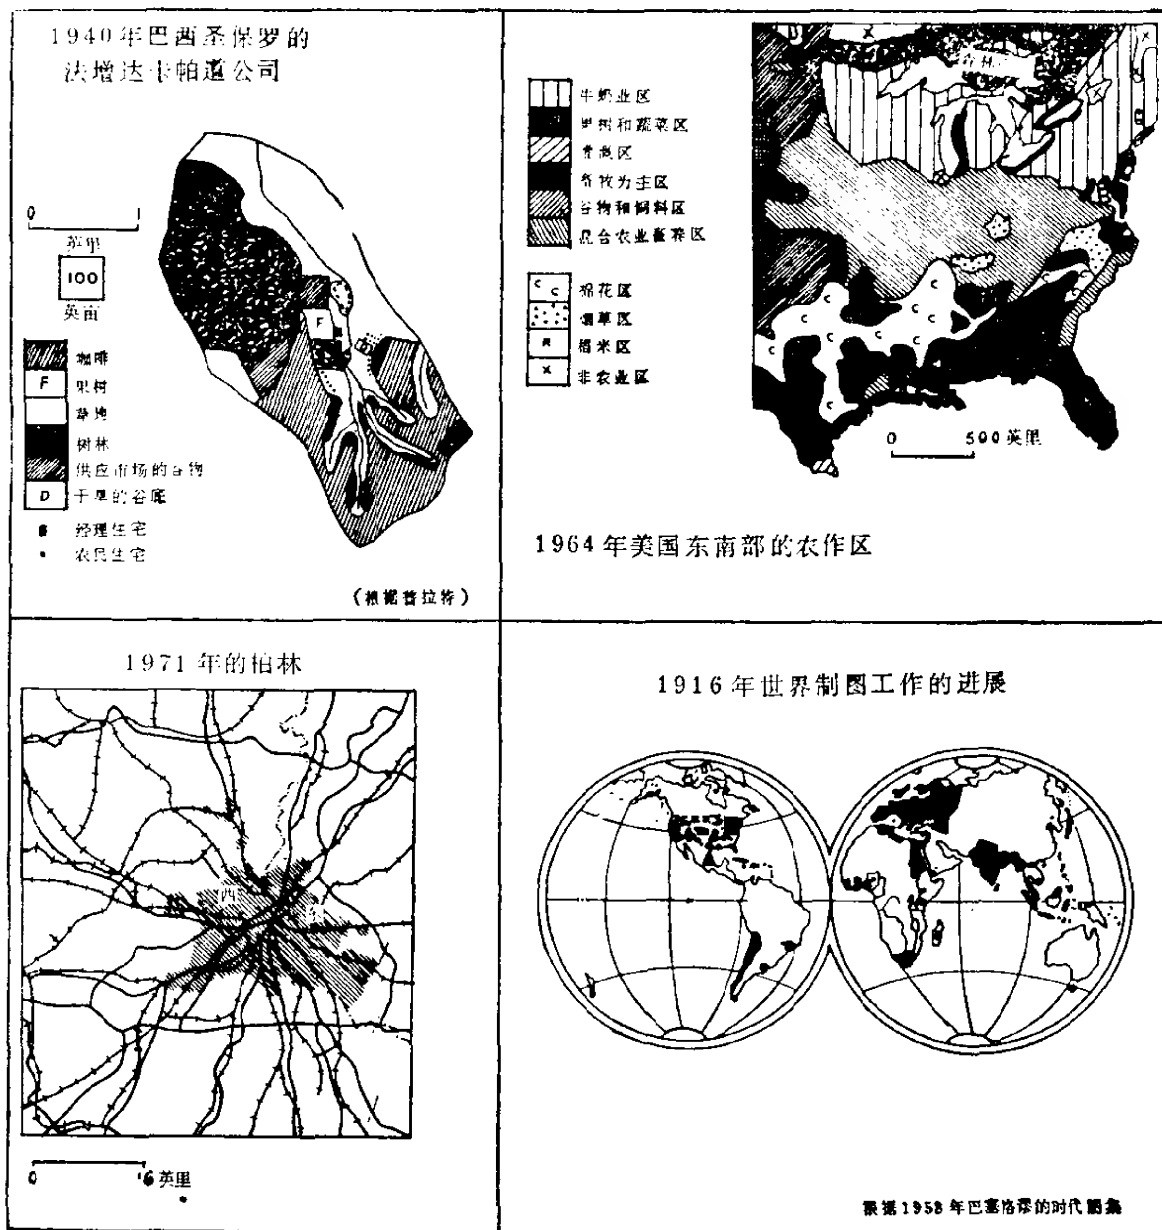 1940年巴西圣保罗的
法增达卡帕道公司
0 1
英里
100
英亩
咖啡
F 果树
草地
树林
供应市场的谷物
D 干旱的谷底
经理住宅
农民住宅
F
D
(根据普拉特)
森林
牛奶业区
果树和蔬菜区
畜牧为主区
谷物和饲料区
混合农业兼养区
C C 棉花区
烟草区
R 稻米区
X 非农业区
0 500英里
1964年美国东南部的农作区
1971年的柏林
西
0 16英里
1916年世界制图工作的进展
根据1958年巴塞洛谬的时代图集